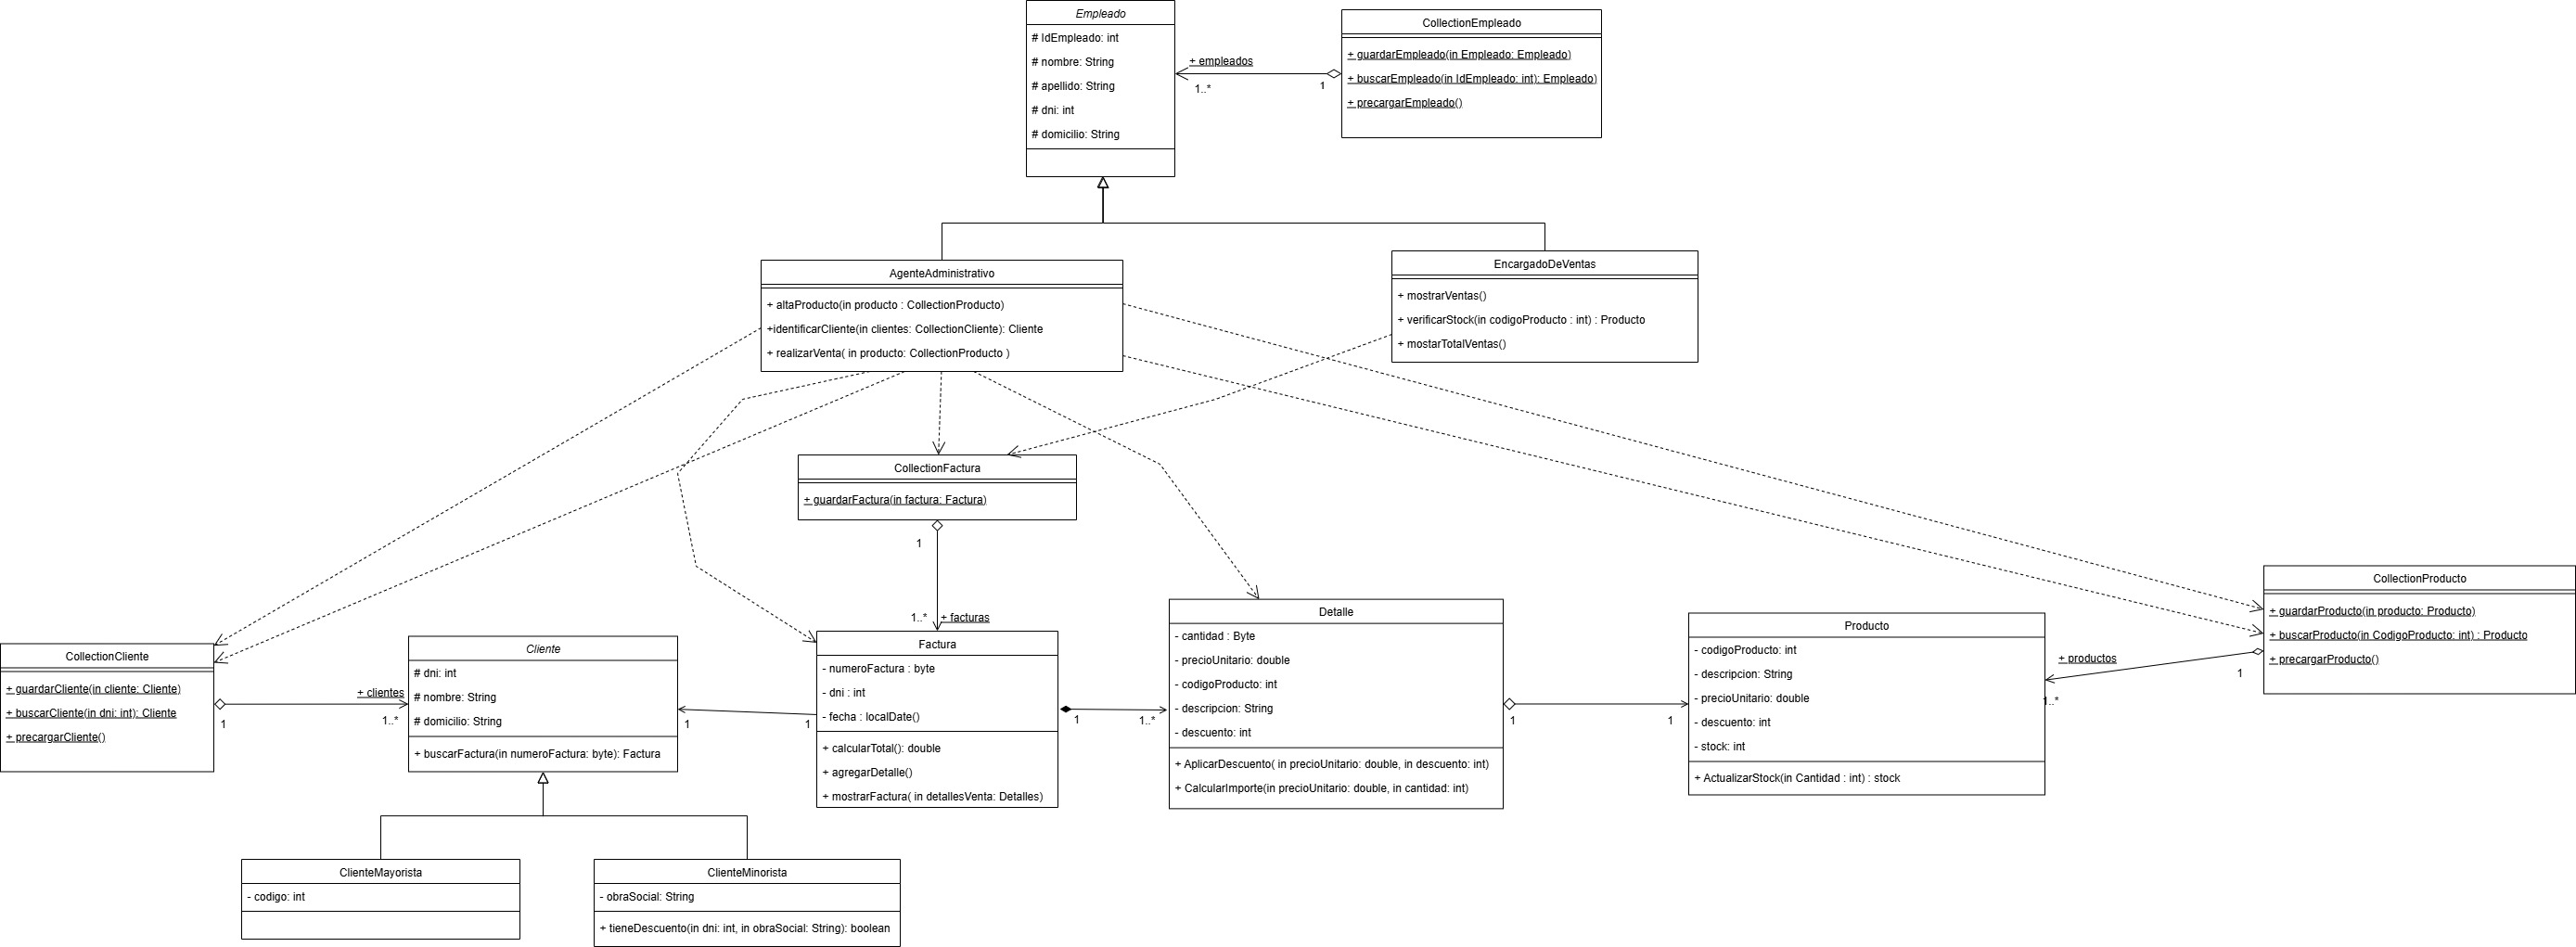 Empleado
# IdEmpleado: int
# nombre: String
# apellido: String
# dni: int
# domicilio: String
+ empleados
1..*
1
CollectionEmpleado
+ guardarEmpleado(in Empleado: Empleado)
+ buscarEmpleado(in IdEmpleado: int): Empleado)
+ precargarEmpleado()
AgenteAdministrativo
+ altaProducto(in producto : CollectionProducto)
+identificarCliente(in clientes: CollectionCliente): Cliente
+ realizarVenta( in producto: CollectionProducto )
EncargadoDeVentas
+ mostrarVentas()
+ verificarStock(in codigoProducto : int) : Producto
+ mostarTotalVentas()
CollectionFactura
+ guardarFactura(in factura: Factura)
1
1..*
+ facturas
CollectionCliente
+ guardarCliente(in cliente: Cliente)
+ buscarCliente(in dni: int): Cliente
+ precargarCliente()
+ clientes
1
1..*
Cliente
# dni: int
# nombre: String
# domicilio: String
+ buscarFactura(in numeroFactura: byte): Factura
1
1
Factura
- numeroFactura : byte
- dni : int
- fecha : localDate()
+ calcularTotal(): double
+ agregarDetalle()
+ mostrarFactura( in detallesVenta: Detalles)
1
1..*
Detalle
- cantidad : Byte
- precioUnitario: double
- codigoProducto: int
- descripcion: String
- descuento: int
+ AplicarDescuento( in precioUnitario: double, in descuento: int)
+ CalcularImporte(in precioUnitario: double, in cantidad: int)
1
1
Producto
- codigoProducto: int
- descripcion: String
- precioUnitario: double
- descuento: int
- stock: int
+ ActualizarStock(in Cantidad : int) : stock
+ productos
1..*
1
CollectionProducto
+ guardarProducto(in producto: Producto)
+ buscarProducto(in CodigoProducto: int) : Producto
+ precargarProducto()
ClienteMayorista
- codigo: int
ClienteMinorista
- obraSocial: String
+ tieneDescuento(in dni: int, in obraSocial: String): boolean